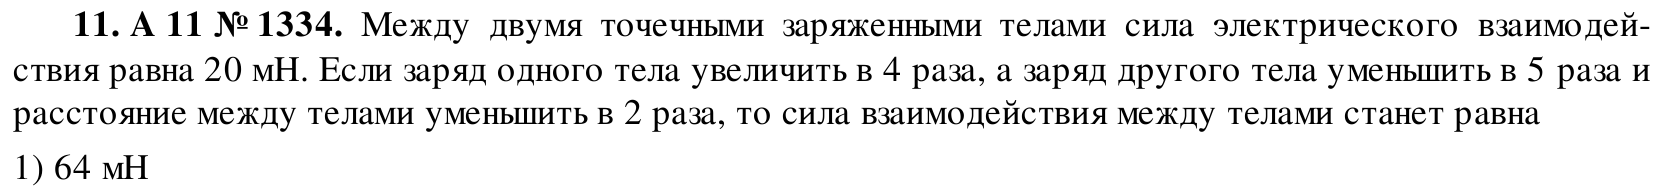 11. А 11 № 1334. Между двумя точечными заряженными телами сила электрического взаимодей-
ствия равна 20 мН. Если заряд одного тела увеличить в 4 раза, а заряд другого тела уменьшить в 5 раза и
расстояние между телами уменьшить в 2 раза, то сила взаимодействия между телами станет равна
1) 64 мН